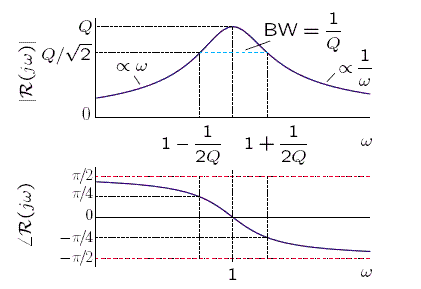 |R(jω)|
Q
BW = 1/Q
Q/√2
∝ ω
∝ 1/ω
0
1 − 1/2Q
1 + 1/2Q
ω
∠R(jω)
π/2
π/4
0
−π/4
−π/2
1
ω